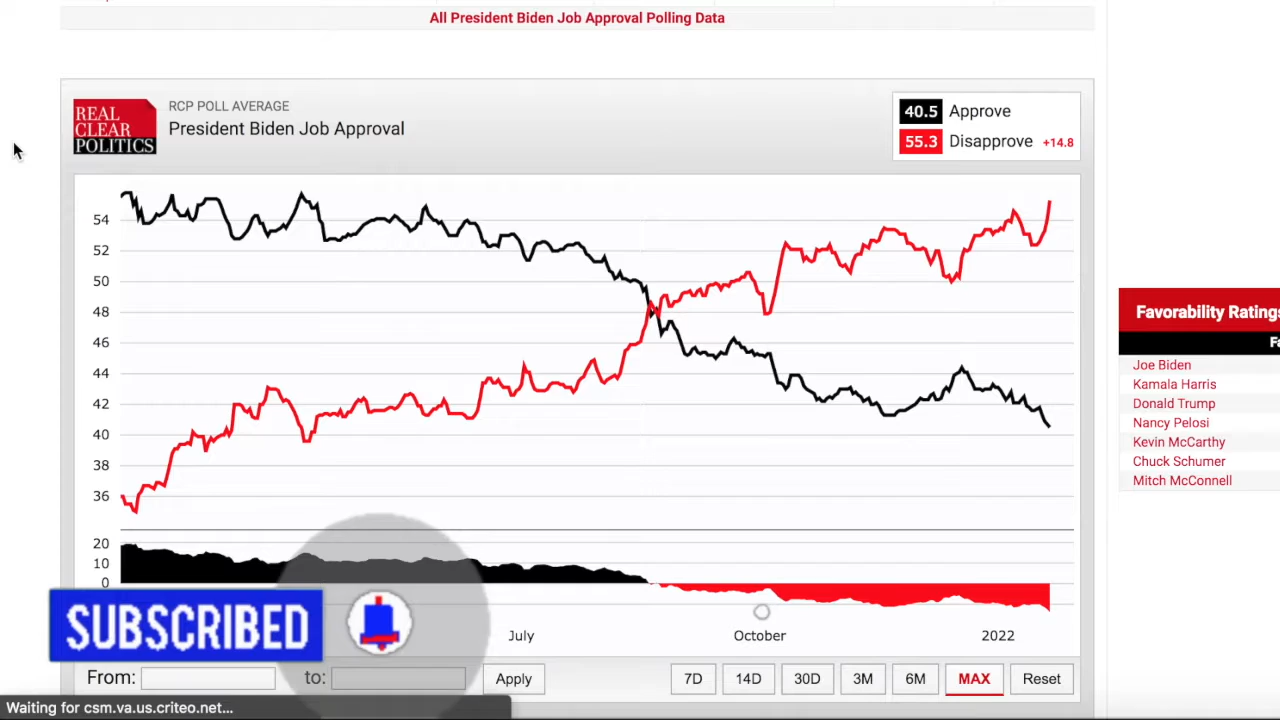 All President Biden Job Approval Polling Data
REAL
CLEAR
POLITICS
RCP POLL AVERAGE
President Biden Job Approval
40.5 Approve
55.3 Disapprove +14.8
54
52
50
48
46
44
42
40
38
36
20
10
0
July October 2022
SUBSCRIBED
From: to: Apply 7D 14D 30D 3M 6M MAX Reset
Waiting for csm.va.us.criteo.net...
Favorability Ratings
Joe Biden
Kamala Harris
Donald Trump
Nancy Pelosi
Kevin McCarthy
Chuck Schumer
Mitch McConnell